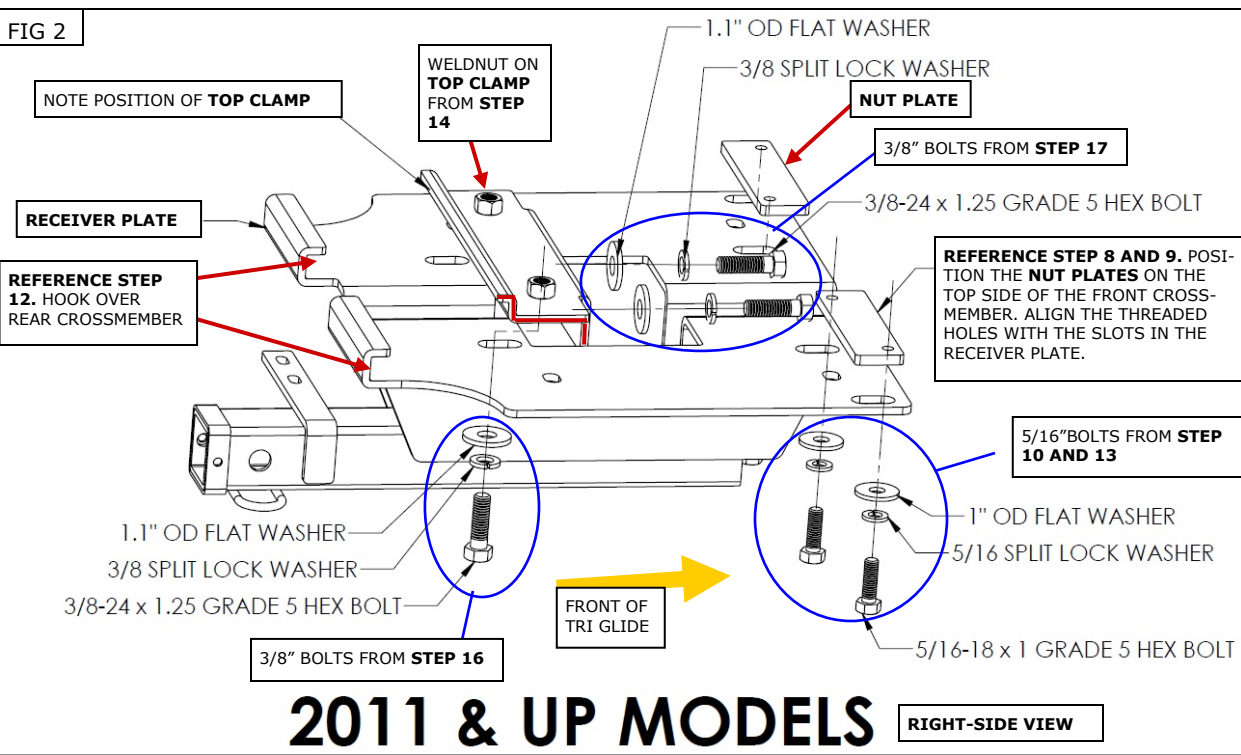 FIG 2
1.1" OD FLAT WASHER
3/8 SPLIT LOCK WASHER
WELDNUT ON
TOP CLAMP
FROM STEP
14
NOTE POSITION OF TOP CLAMP
NUT PLATE
3/8” BOLTS FROM STEP 17
3/8-24 x 1.25 GRADE 5 HEX BOLT
RECEIVER PLATE
REFERENCE STEP
12. HOOK OVER
REAR CROSSMEMBER
REFERENCE STEP 8 AND 9. POSI-
TION THE NUT PLATES ON THE
TOP SIDE OF THE FRONT CROSS-
MEMBER. ALIGN THE THREADED
HOLES WITH THE SLOTS IN THE
RECEIVER PLATE.
5/16”BOLTS FROM STEP
10 AND 13
1.1" OD FLAT WASHER
3/8 SPLIT LOCK WASHER
3/8-24 x 1.25 GRADE 5 HEX BOLT
1" OD FLAT WASHER
5/16 SPLIT LOCK WASHER
FRONT OF
TRI GLIDE
3/8” BOLTS FROM STEP 16
5/16-18 x 1 GRADE 5 HEX BOLT
2011 & UP MODELS
RIGHT-SIDE VIEW